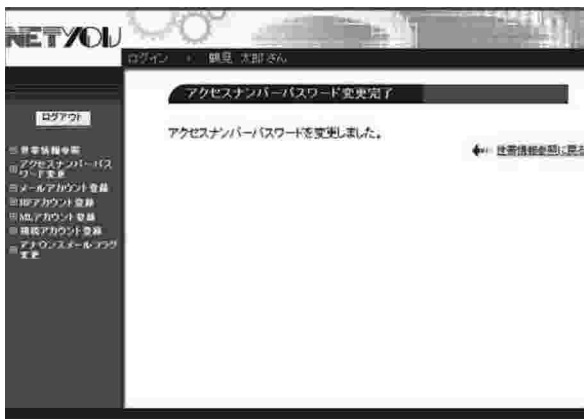 NETYOU
ログイン ： 鶴見 太郎さん
アクセスナンバーパスワード変更完了
ログアウト
アクセスナンバーパスワードを変更しました。
世帯情報参照に戻る
世帯情報参照
アクセスナンバーパス
ワード変更
メールアカウント登録
HPアカウント登録
MLアカウント登録
接続アカウント登録
アナウンスメールフラグ
変更